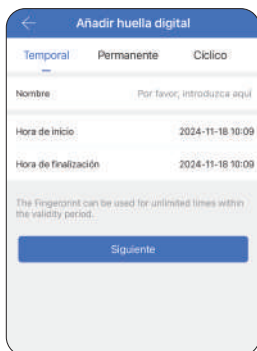 Añadir huella digital
Temporal Permanente Cíclico
Nombre Por favor, introduzca aquí
Hora de inicio 2024-11-18 10:09
Hora de finalización 2024-11-18 10:09
The Fingerprint can be used for unlimited times within
the validity period.
Siguiente